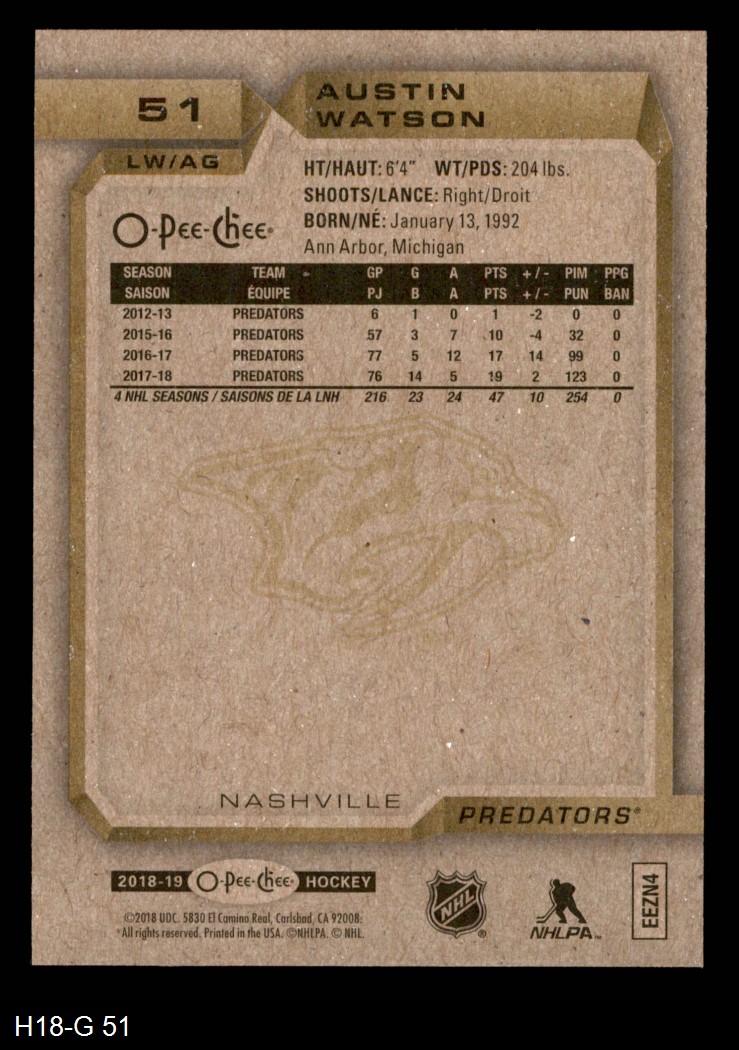 51
AUSTIN
WATSON
LW/AG
HT/HAUT: 6'4" WT/PDS: 204 lbs.
SHOOTS/LANCE: Right/Droit
O-Pee-Chee®
BORN/NÉ: January 13, 1992
Ann Arbor, Michigan
SEASON TEAM GP G A PTS +/- PIM PPG
SAISON ÉQUIPE PJ B A PTS +/- PUN BAN
2012-13 PREDATORS 6 1 0 1 -2 0 0
2015-16 PREDATORS 57 3 7 10 -4 32 0
2016-17 PREDATORS 77 5 12 17 14 99 0
2017-18 PREDATORS 76 14 5 19 2 123 0
4 NHL SEASONS / SAISONS DE LA LNH 216 23 24 47 10 254 0
NASHVILLE
PREDATORS®
2018-19 O-Pee-Chee® HOCKEY
©2018 UDC. 5830 El Camino Real, Carlsbad, CA 92008.
All rights reserved. Printed in the USA. ©NHLPA. © NHL.
NHL®
NHLPA™
EEZN4
H18-G 51